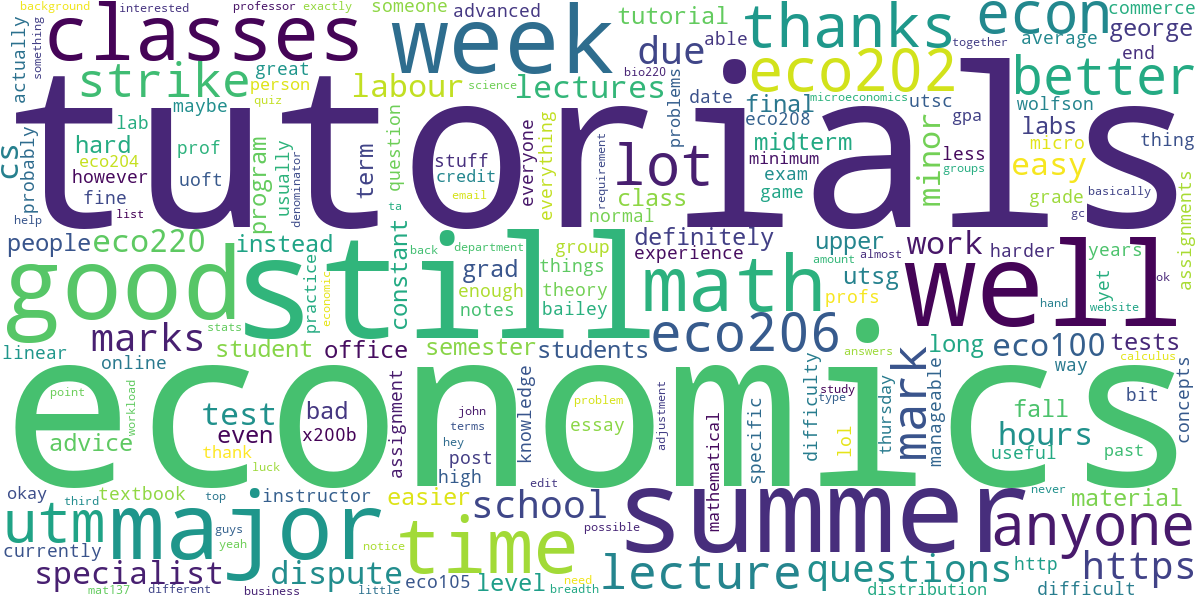 background
interested
professor
exactly
someone
advanced
classes
week
thanks
econ
commerce
george
tutorial
able
average
together
end
actually
something
strike
great
person
quiz
labour
lectures
due
bio220
science
problems
eco202
better
date
final
microeconomics
eco208
utsc
gpa
wolfson
labs
thing
tutorials
maybe
lab
hard
eco204
however
fine
list
help
probably
cs
prof
uoft
program
usually
denominator
term
question
ta
stuff
credit
email
everyone
everything
requirement
lot
class
normal
midterm
minimum
exam
game
minor
less
micro
easy
grade
groups
gc
basically
assignments
people
eco220
instead
constant
back
department
group
definitely
experience
upper
amount
almost
work
harder
years
yet
ok
good
still
grad
things
enough
theory
notes
bailey
math
utsg
profs
well
hand
website
practice
economic
stats
marks
linear
online
student
office
semester
students
eco206
answers
mark
long
eco100
way
tests
calculus
concepts
economics
point
workload
advice
test
even
bad
x200b
thank
luck
assignment
john
terms
hey
post
high
knowledge
problem
essay
adjustment
mathematical
specific
difficulty
study
type
lol
thursday
manageable
fall
hours
useful
past
bit
okay
third
textbook
top
instructor
easier
edit
school
possible
summer
never
material
utm
major
guys
yeah
notice
time
anyone
currently
specialist
dispute
eco105
level
need
breadth
lecture
questions
http
https
mat137
different
business
little
distribution
difficult